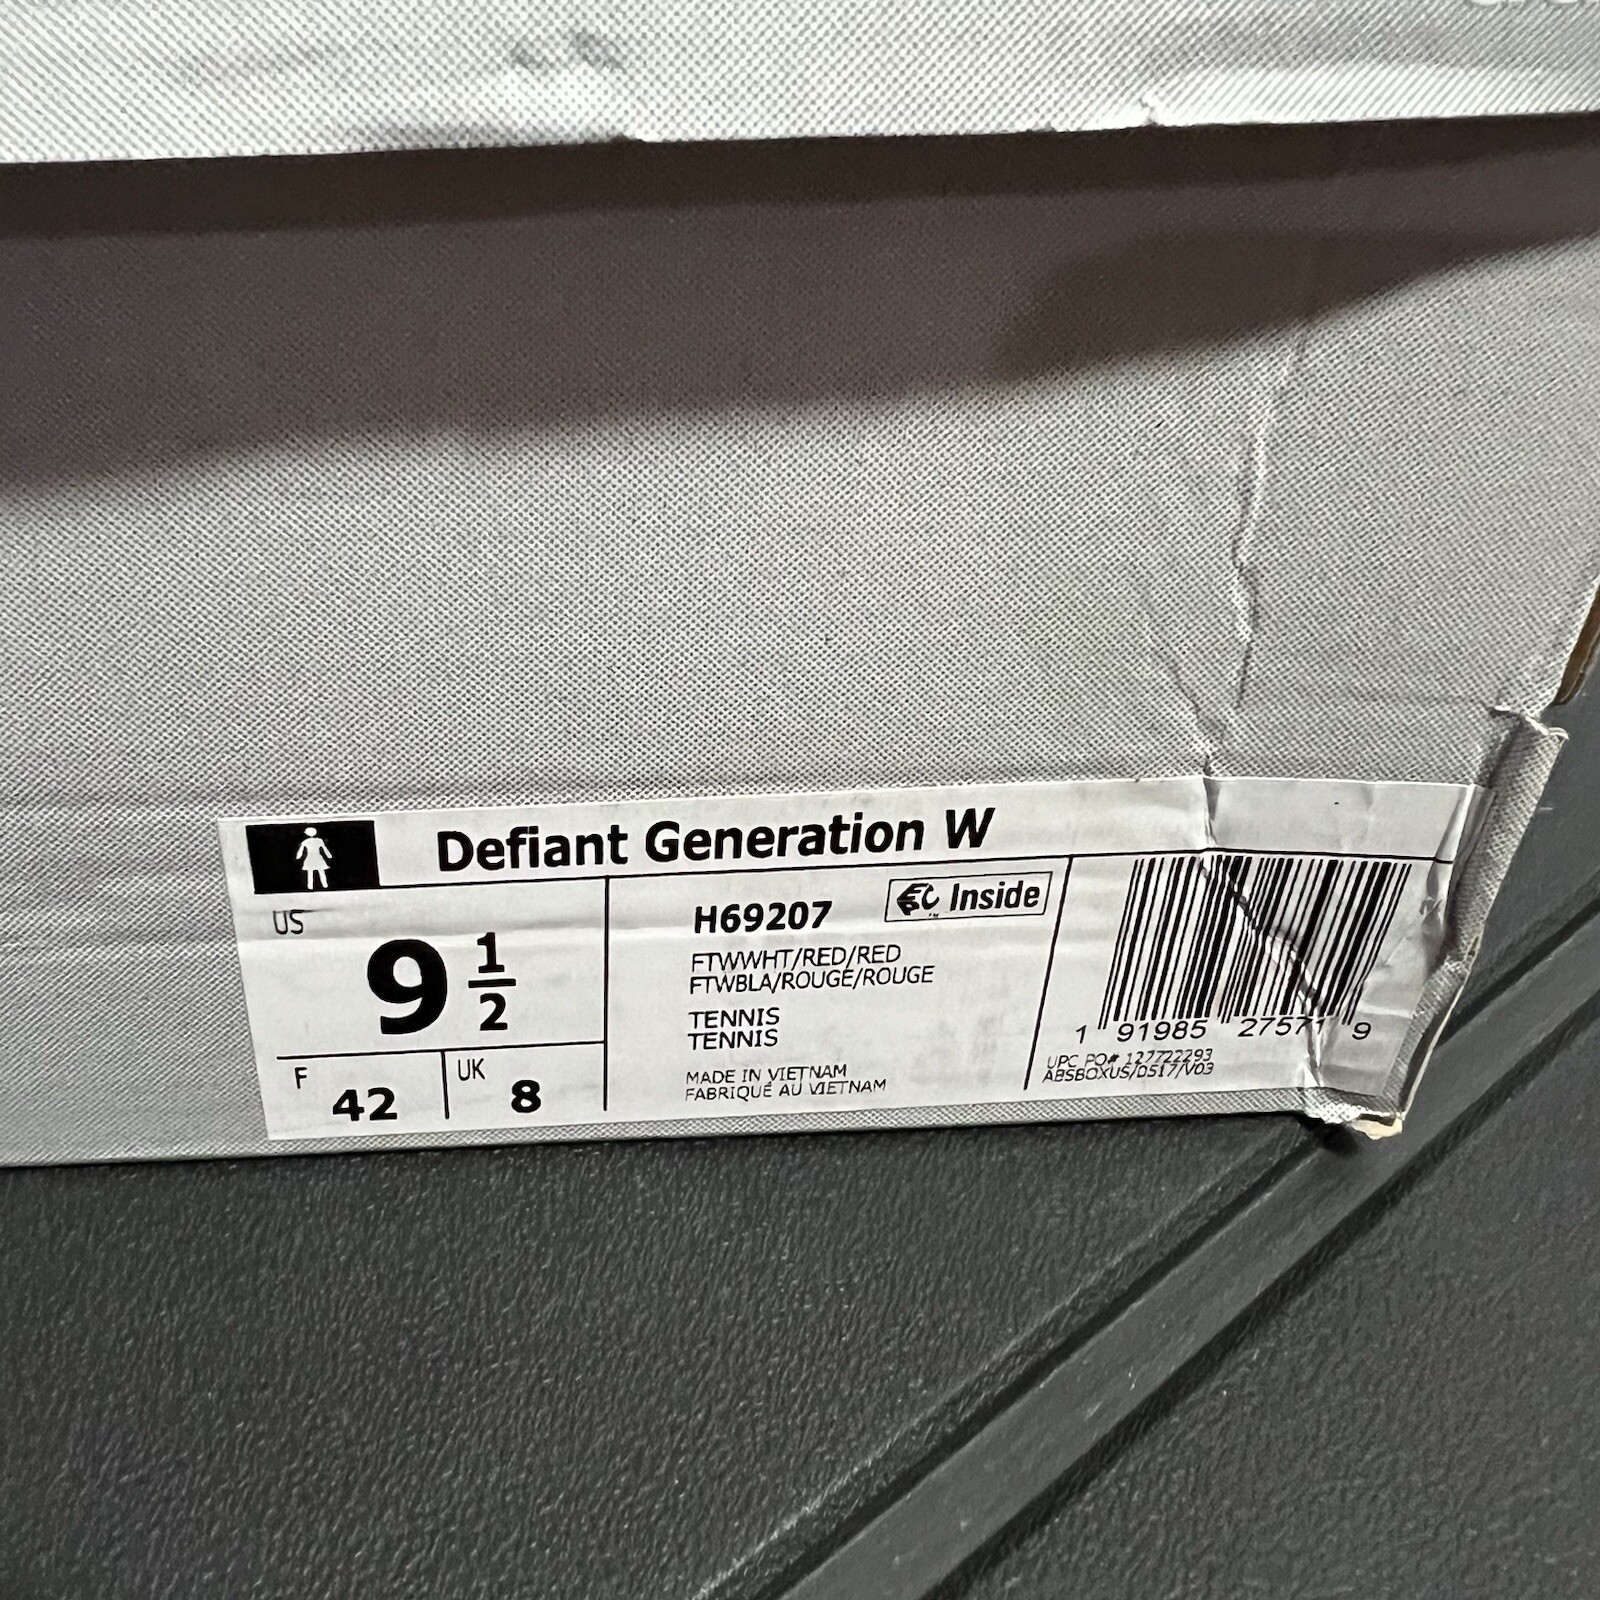 Defiant Generation W
US
9 1/2
F 42
UK 8
H69207
Inside
FTWWHT/RED/RED
FTWBLA/ROUGE/ROUGE
TENNIS
TENNIS
MADE IN VIETNAM
FABRIQUÉ AU VIETNAM
1 91985 27571 9
UPC PO# 127722293
ABSBOXUS/0517/V03